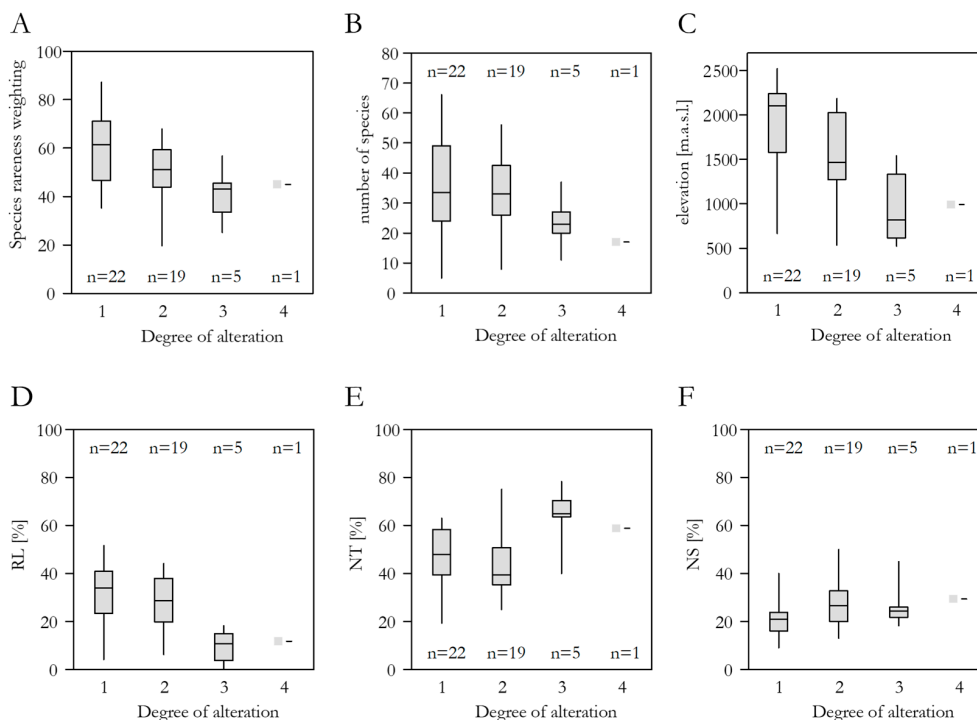 A
Species rareness weighting
100
80
60
40
20
0
n=22 n=19 n=5 n=1
1 2 3 4
Degree of alteration
B
number of species
80
70
60
50
40
30
20
10
0
n=22 n=19 n=5 n=1
1 2 3 4
Degree of alteration
C
elevation [m.a.s.l.]
2500
2000
1500
1000
500
0
n=22 n=19 n=5 n=1
1 2 3 4
Degree of alteration
D
RL [%]
100
80
60
40
20
0
n=22 n=19 n=5 n=1
1 2 3 4
Degree of alteration
E
NT [%]
100
80
60
40
20
0
n=22 n=19 n=5 n=1
1 2 3 4
Degree of alteration
F
NS [%]
100
80
60
40
20
0
n=22 n=19 n=5 n=1
1 2 3 4
Degree of alteration